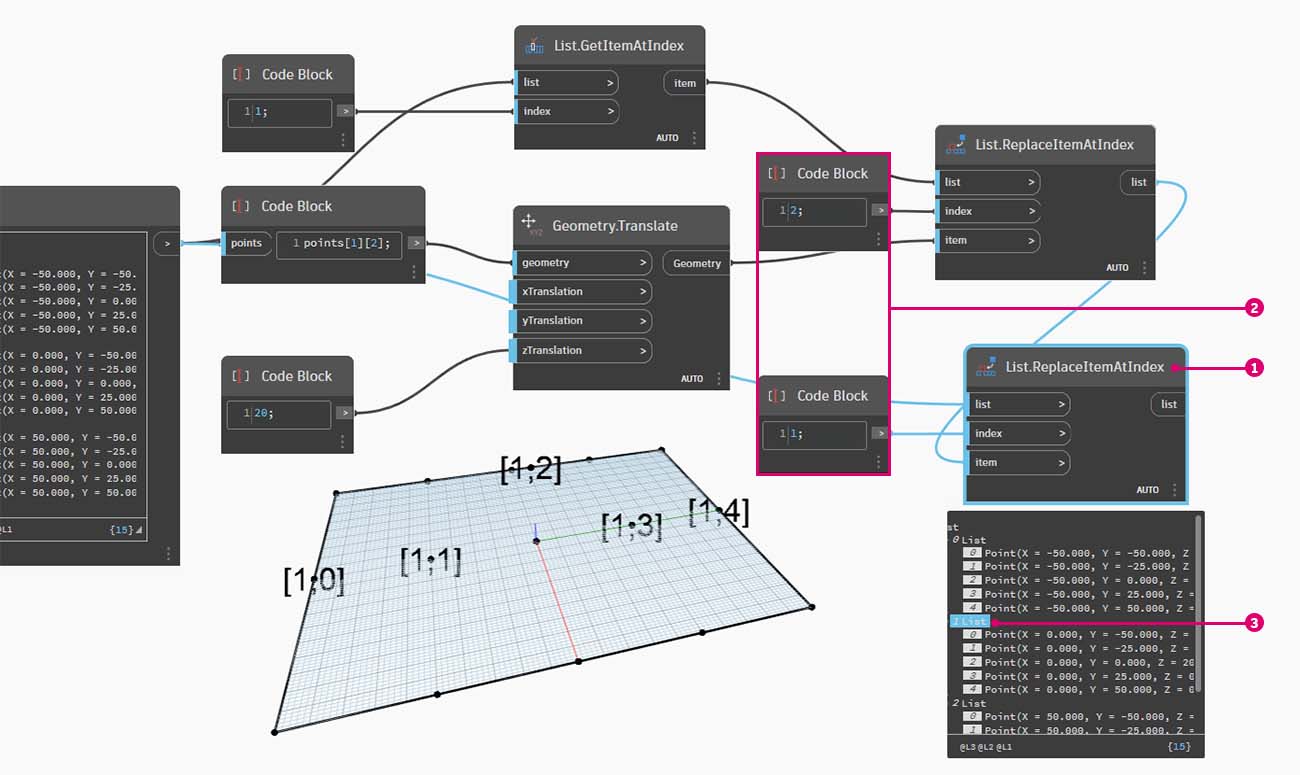 List.GetItemAtIndex
list >
index >
item
AUTO
Code Block
1 1;
>
Code Block
points
1 points[1][2];
>
Code Block
1 20;
>
>
t(X = -50.000, Y = -50.
t(X = -50.000, Y = -25.
t(X = -50.000, Y = 0.00
t(X = -50.000, Y = 25.0
t(X = -50.000, Y = 50.0
t(X = 0.000, Y = -50.00
t(X = 0.000, Y = -25.00
t(X = 0.000, Y = 0.000,
t(X = 0.000, Y = 25.000
t(X = 0.000, Y = 50.000
t(X = 50.000, Y = -50.0
t(X = 50.000, Y = -25.0
t(X = 50.000, Y = 0.000
t(X = 50.000, Y = 25.00
t(X = 50.000, Y = 50.00
@L1
{15}
XYZ
Geometry.Translate
geometry >
Geometry
xTranslation >
yTranslation >
zTranslation >
AUTO
Code Block
1 2;
>
Code Block
1 1;
>
List.ReplaceItemAtIndex
list >
list
index >
item >
AUTO
2
List.ReplaceItemAtIndex
1
list >
list
index >
item >
AUTO
[1,2]
[1,3]
[1,4]
[1,1]
[1,0]
st
0 List
0 Point(X = -50.000, Y = -50.000, Z
1 Point(X = -50.000, Y = -25.000, Z
2 Point(X = -50.000, Y = 0.000, Z =
3 Point(X = -50.000, Y = 25.000, Z
4 Point(X = -50.000, Y = 50.000, Z
1 List
3
0 Point(X = 0.000, Y = -50.000, Z =
1 Point(X = 0.000, Y = -25.000, Z =
2 Point(X = 0.000, Y = 0.000, Z = 20
3 Point(X = 0.000, Y = 25.000, Z = 0
4 Point(X = 0.000, Y = 50.000, Z = 0
2 List
0 Point(X = 50.000, Y = -50.000, Z =
1 Point(X = 50.000, Y = -25.000, Z =
@L3 @L2 @L1
{15}